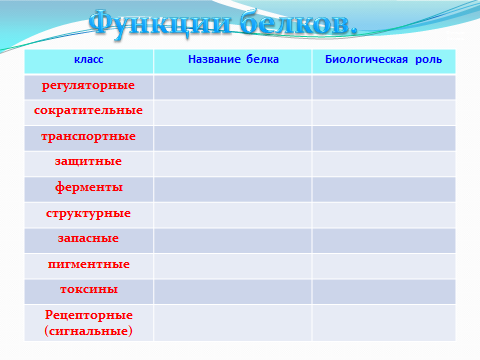 Функции белков.
класс Название белка Биологическая роль
регуляторные
сократительные
транспортные
защитные
ферменты
структурные
запасные
пигментные
токсины
Рецепторные
(сигнальные)